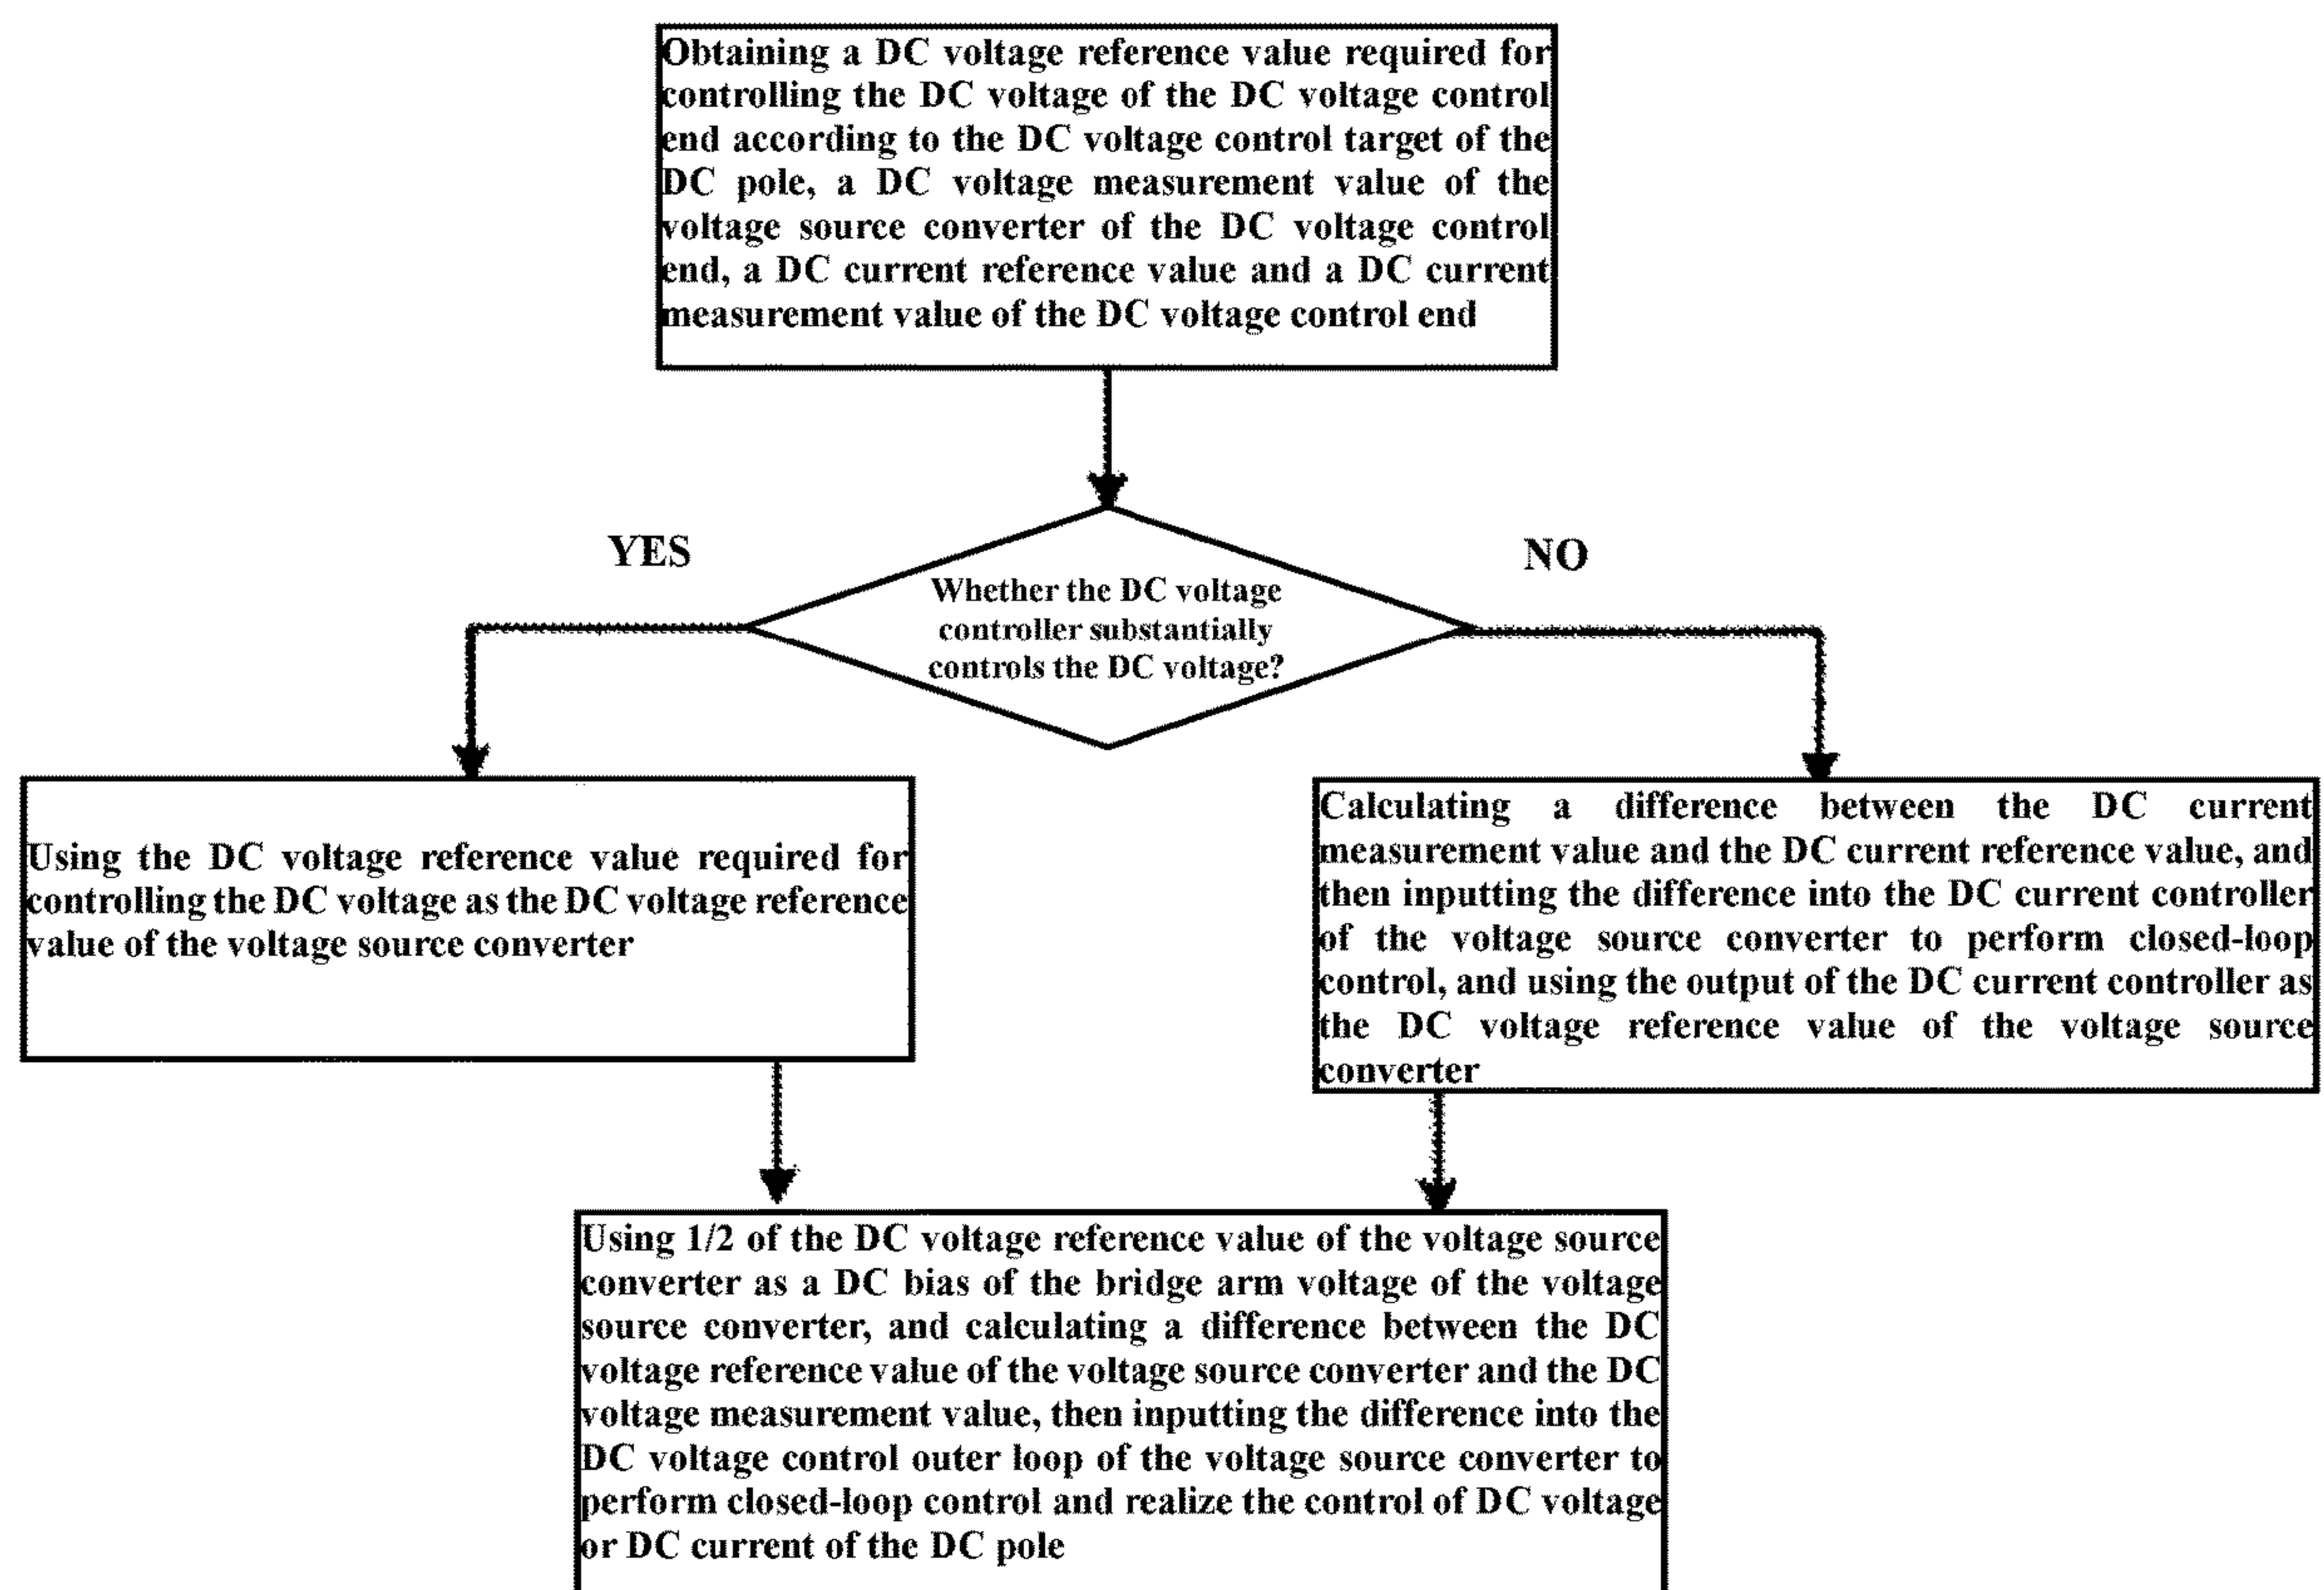 Obtaining a DC voltage reference value required for
controlling the DC voltage of the DC voltage control
end according to the DC voltage control target of the
DC pole, a DC voltage measurement value of the
voltage source converter of the DC voltage control
end, a DC current reference value and a DC current
measurement value of the DC voltage control end
YES
NO
Whether the DC voltage
controller substantially
controls the DC voltage?
Using the DC voltage reference value required for
controlling the DC voltage as the DC voltage reference
value of the voltage source converter
Calculating a difference between the DC current
measurement value and the DC current reference value, and
then inputting the difference into the DC current controller
of the voltage source converter to perform closed-loop
control, and using the output of the DC current controller as
the DC voltage reference value of the voltage source
converter
Using 1/2 of the DC voltage reference value of the voltage source
converter as a DC bias of the bridge arm voltage of the voltage
source converter, and calculating a difference between the DC
voltage reference value of the voltage source converter and the DC
voltage measurement value, then inputting the difference into the
DC voltage control outer loop of the voltage source converter to
perform closed-loop control and realize the control of DC voltage
or DC current of the DC pole